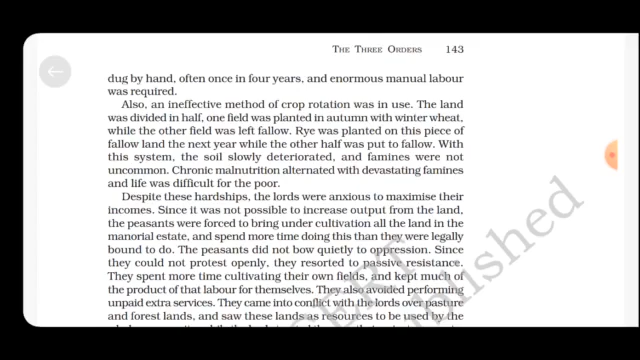 THE THREE ORDERS 143
dug by hand, often once in four years, and enormous manual labour
was required.
Also, an ineffective method of crop rotation was in use. The land
was divided in half, one field was planted in autumn with winter wheat,
while the other field was left fallow. Rye was planted on this piece of
fallow land the next year while the other half was put to fallow. With
this system, the soil slowly deteriorated, and famines were not
uncommon. Chronic malnutrition alternated with devastating famines
and life was difficult for the poor.
Despite these hardships, the lords were anxious to maximise their
incomes. Since it was not possible to increase output from the land,
the peasants were forced to bring under cultivation all the land in the
manorial estate, and spend more time doing this than they were legally
bound to do. The peasants did not bow quietly to oppression. Since
they could not protest openly, they resorted to passive resistance.
They spent more time cultivating their own fields, and kept much of
the product of that labour for themselves. They also avoided performing
unpaid extra services. They came into conflict with the lords over pasture
and forest lands, and saw these lands as resources to be used by the